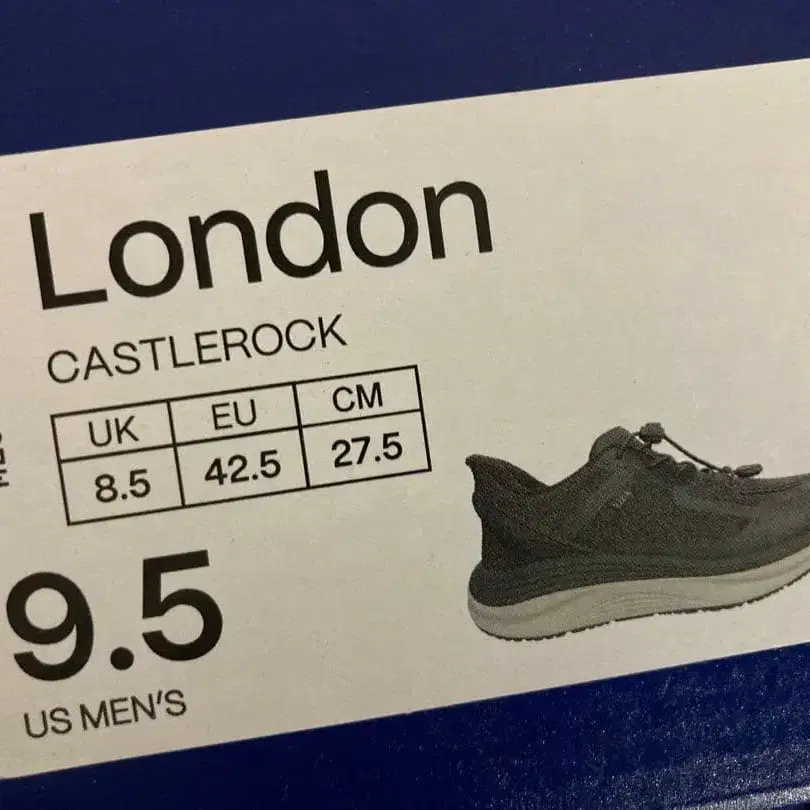 London
CASTLEROCK
UK EU CM
8.5 42.5 27.5
9.5
US MEN'S